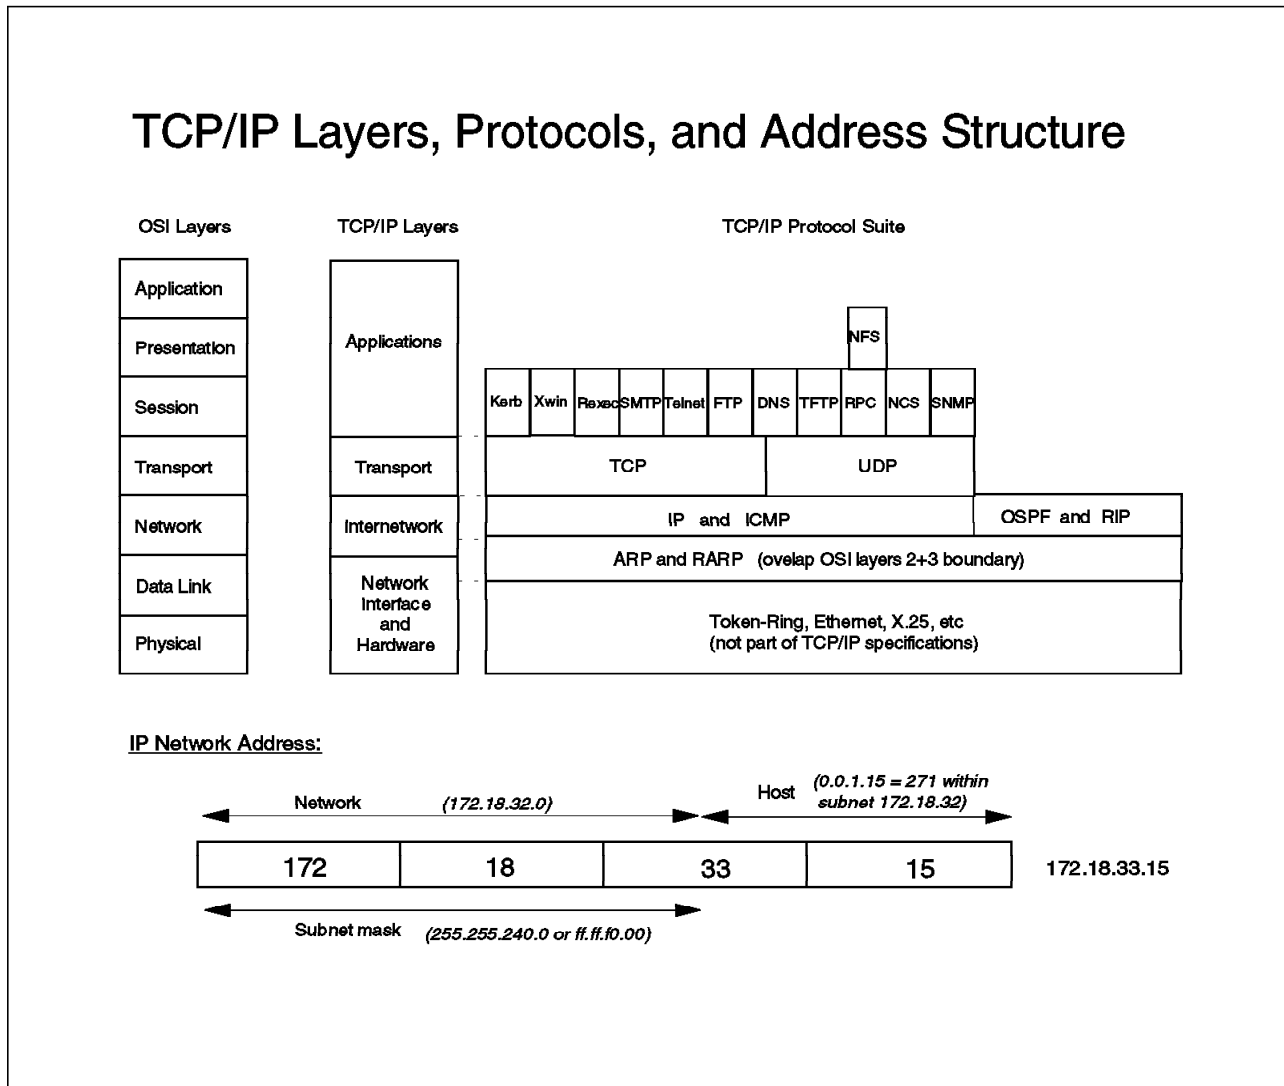 TCP/IP Layers, Protocols, and Address Structure
OSI Layers
Application
Presentation
Session
Transport
Network
Data Link
Physical
TCP/IP Layers
Applications
Transport
Internetwork
Network
Interface
and
Hardware
TCP/IP Protocol Suite
NFS
Kerb Xwin Rexec SMTP Telnet FTP DNS TFTP RPC NCS SNMP
TCP UDP
IP and ICMP OSPF and RIP
ARP and RARP (ovelap OSI layers 2+3 boundary)
Token-Ring, Ethernet, X.25, etc
(not part of TCP/IP specifications)
IP Network Address:
Network (172.18.32.0)
Host (0.0.1.15 = 271 within
subnet 172.18.32)
172 18 33 15 172.18.33.15
Subnet mask (255.255.240.0 or ff.ff.f0.00)